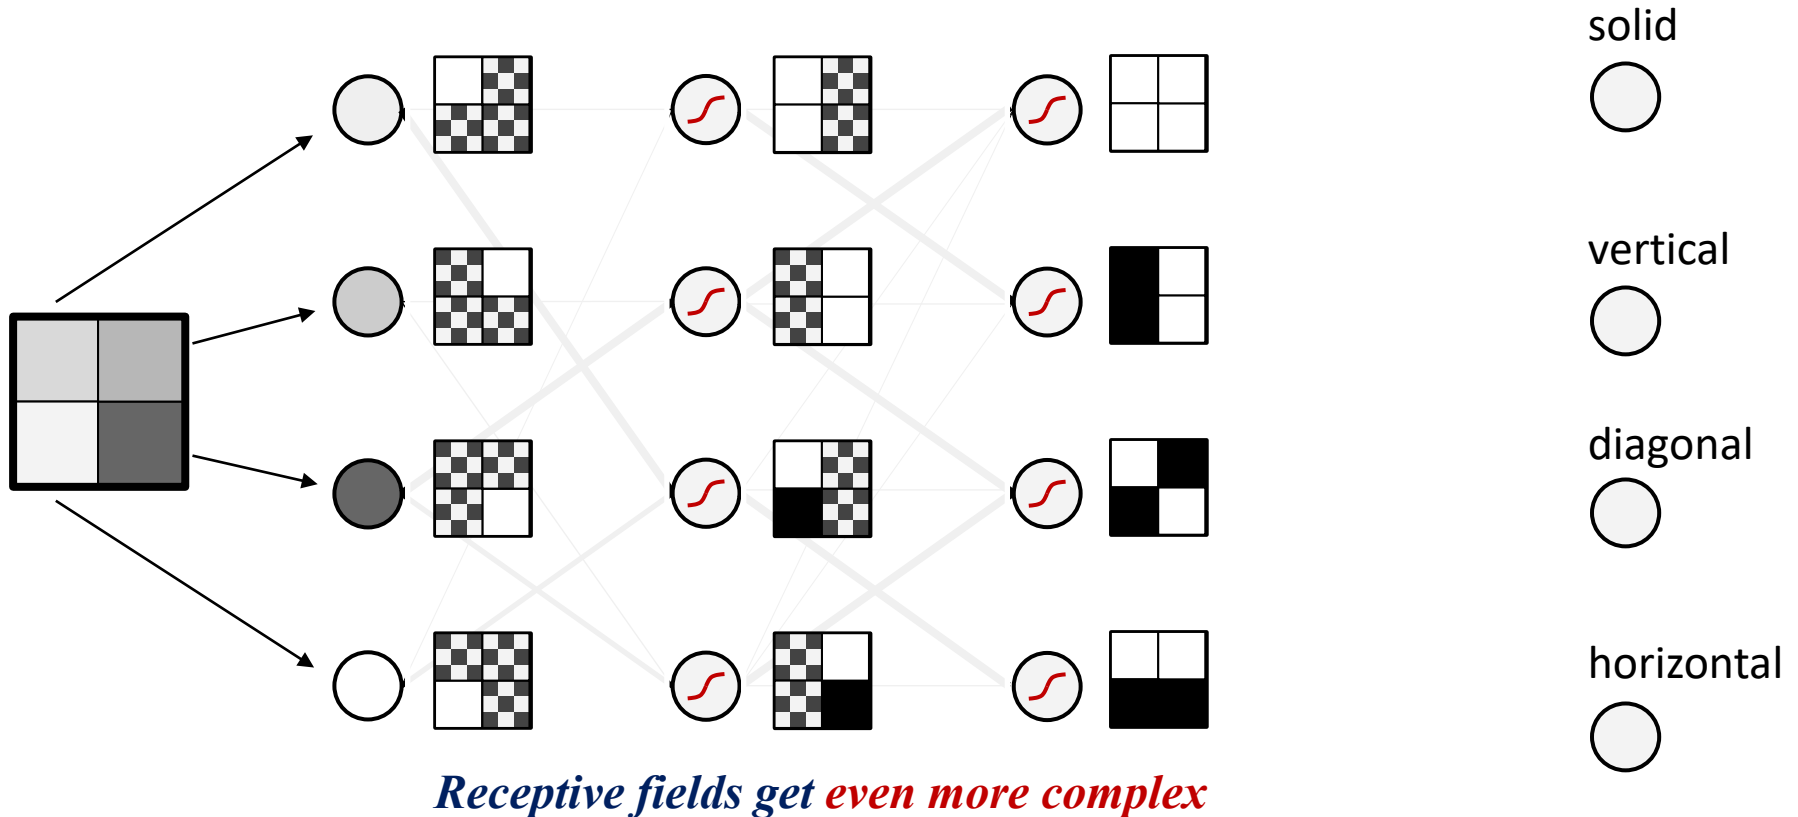 solid
vertical
diagonal
horizontal
Receptive fields get even more complex